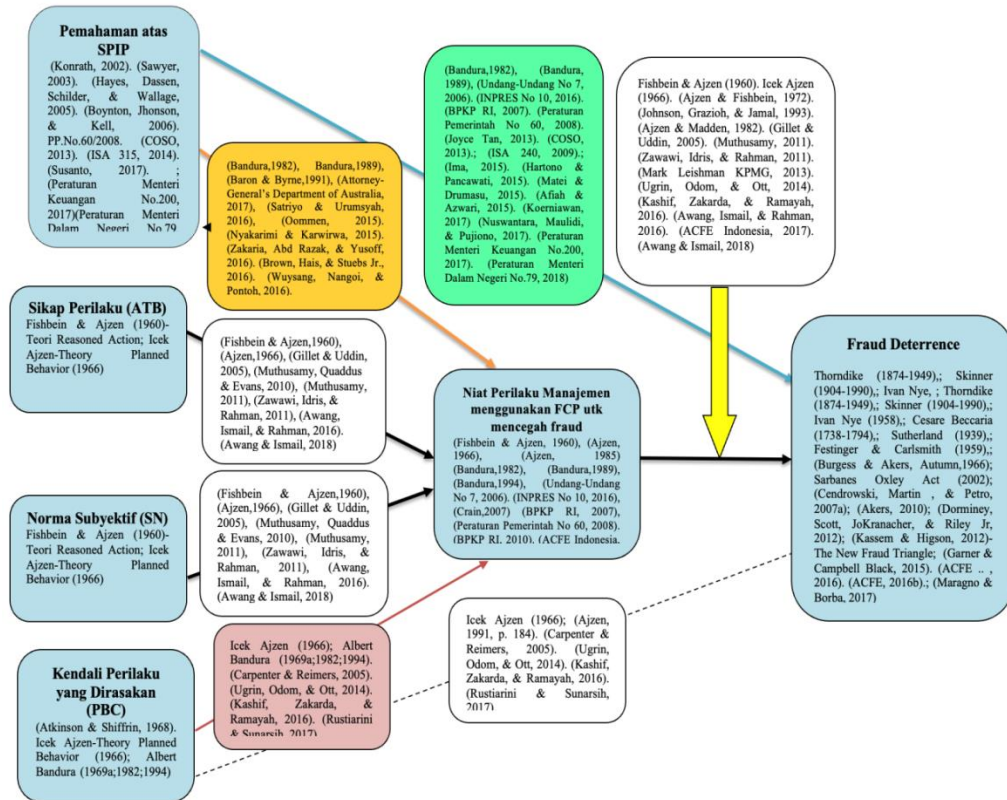 Pemahaman atas
SPIP
(Konrath, 2002). (Sawyer,
2003). (Hayes, Dassen,
Schilder, & Wallage,
2005). (Boynton, Jhonson,
& Kell, 2006).
PP.No.60/2008. (COSO,
2013). (ISA 315, 2014).
(Susanto, 2017). ;
(Peraturan Menteri
Keuangan No.200,
2017)(Peraturan Menteri
Dalam Negeri No.79
(Bandura,1982), Bandura,1989),
(Baron & Byrne,1991), (Attorney-
General's Department of Australia,
2017), (Satriyo & Urumsyah,
2016), (Oommen, 2015).
(Nyakarimi & Karwirwa, 2015).
(Zakaria, Abd Razak, & Yusoff,
2016). (Brown, Hais, & Stuebs Jr.,
2016). (Wuysang, Nangoi, &
Pontoh, 2016).
(Bandura,1982), (Bandura,
1989), (Undang-Undang No 7,
2006). (INPRES No 10, 2016).
(BPKP RI, 2007). (Peraturan
Pemerintah No 60, 2008).
(Joyce Tan, 2013). (COSO,
2013).; (ISA 240, 2009).;
(Ima, 2015). (Hartono &
Pancawati, 2015). (Matei &
Drumasu, 2015). (Afiah &
Azwari, 2015). (Koerniawan,
2017) (Nuswantara, Maulidi, &
Pujiono, 2017). (Peraturan
Menteri Keuangan No.200,
2017). (Peraturan Menteri
Dalam Negeri No.79, 2018)
Fishbein & Ajzen (1960). Icek Ajzen
(1966). (Ajzen & Fishbein, 1972).
(Johnson, Grazioh, & Jamal, 1993).
(Ajzen & Madden, 1982). (Gillet &
Uddin, 2005). (Muthusamy, 2011).
(Zawawi, Idris, & Rahman, 2011).
(Mark Leishman KPMG, 2013).
(Ugrin, Odom, & Ott, 2014).
(Kashif, Zakarda, & Ramayah,
2016). (Awang, Ismail, & Rahman,
2016). (ACFE Indonesia, 2017).
(Awang & Ismail, 2018)
Sikap Perilaku (ATB)
Fishbein & Ajzen (1960)-
Teori Reasoned Action; Icek
Ajzen-Theory Planned
Behavior (1966)
(Fishbein & Ajzen,1960),
(Ajzen,1966), (Gillet & Uddin,
2005), (Muthusamy, Quaddus
& Evans, 2010), (Muthusamy,
2011), (Zawawi, Idris, &
Rahman, 2011), (Awang,
Ismail, & Rahman, 2016).
(Awang & Ismail, 2018)
Niat Perilaku Manajemen
menggunakan FCP utk
mencegah fraud
(Fishbein & Ajzen, 1960), (Ajzen,
1966), (Ajzen, 1985)
(Bandura,1982), (Bandura,1989),
(Bandura,1994), (Undang-Undang
No 7, 2006). (INPRES No 10, 2016),
(Crain,2007) (BPKP RI, 2007),
(Peraturan Pemerintah No 60, 2008).
(BPKP RI, 2010). (ACFE Indonesia,
Fraud Deterrence
Thorndike (1874-1949),; Skinner
(1904-1990),; Ivan Nye, ; Thorndike
(1874-1949),; Skinner (1904-1990),;
Ivan Nye (1958),; Cesare Beccaria
(1738-1794),; Sutherland (1939),;
Festinger & Carlsmith (1959),;
(Burgess & Akers, Autumn,1966);
Sarbanes Oxley Act (2002);
(Cendrowski, Martin , & Petro,
2007a); (Akers, 2010); (Dorminey,
Scott, JoKranacher, & Riley Jr,
2012); (Kassem & Higson, 2012)-
The New Fraud Triangle; (Garner &
Campbell Black, 2015). (ACFE .. ,
2016). (ACFE, 2016b).; (Maragno &
Borba, 2017)
Norma Subyektif (SN)
Fishbein & Ajzen (1960)-
Teori Reasoned Action; Icek
Ajzen-Theory Planned
Behavior (1966)
(Fishbein & Ajzen,1960),
(Ajzen,1966), (Gillet & Uddin,
2005), (Muthusamy, Quaddus
& Evans, 2010), (Muthusamy,
2011), (Zawawi, Idris, &
Rahman, 2011), (Awang,
Ismail, & Rahman, 2016).
(Awang & Ismail, 2018)
Kendali Perilaku
yang Dirasakan
(PBC)
(Atkinson & Shiffrin, 1968).
Icek Ajzen-Theory Planned
Behavior (1966); Albert
Bandura (1969a;1982;1994)
Icek Ajzen (1966); Albert
Bandura (1969a;1982;1994).
(Carpenter & Reimers, 2005).
(Ugrin, Odom, & Ott, 2014).
(Kashif, Zakarda, &
Ramayah, 2016). (Rustiarini
& Sunarsih, 2017)
Icek Ajzen (1966); (Ajzen,
1991, p. 184). (Carpenter &
Reimers, 2005). (Ugrin,
Odom, & Ott, 2014). (Kashif,
Zakarda, & Ramayah, 2016).
(Rustiarini & Sunarsih,
2017)